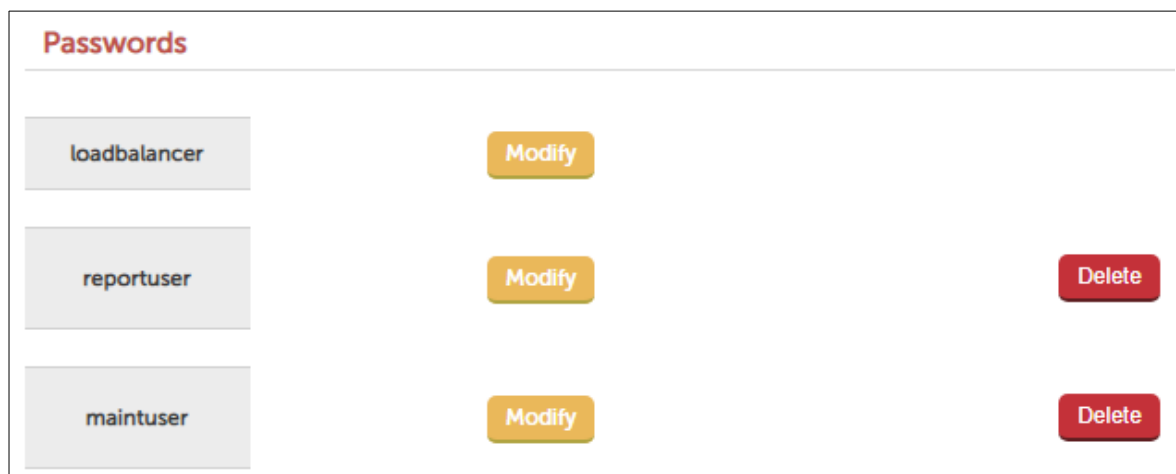 Passwords
loadbalancer Modify
reportuser Modify Delete
maintuser Modify Delete